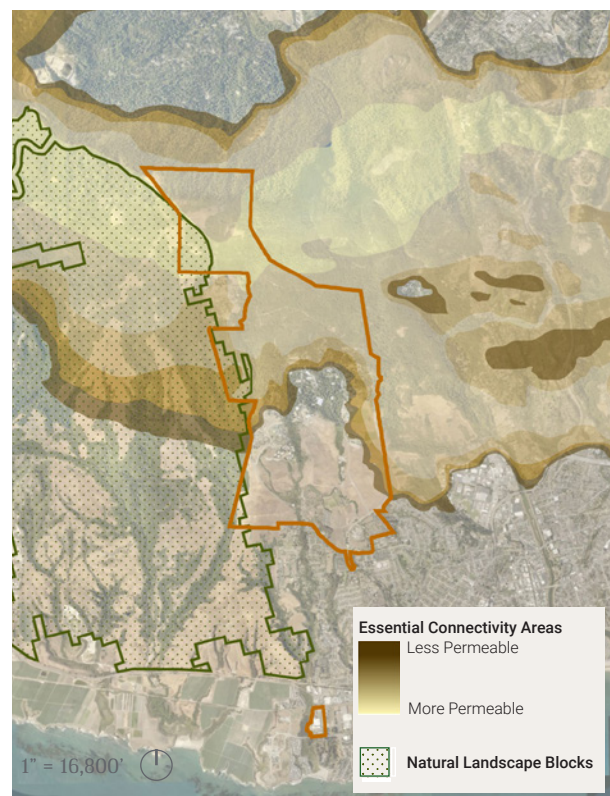 Essential Connectivity Areas
Less Permeable
More Permeable
Natural Landscape Blocks
1" = 16,800'